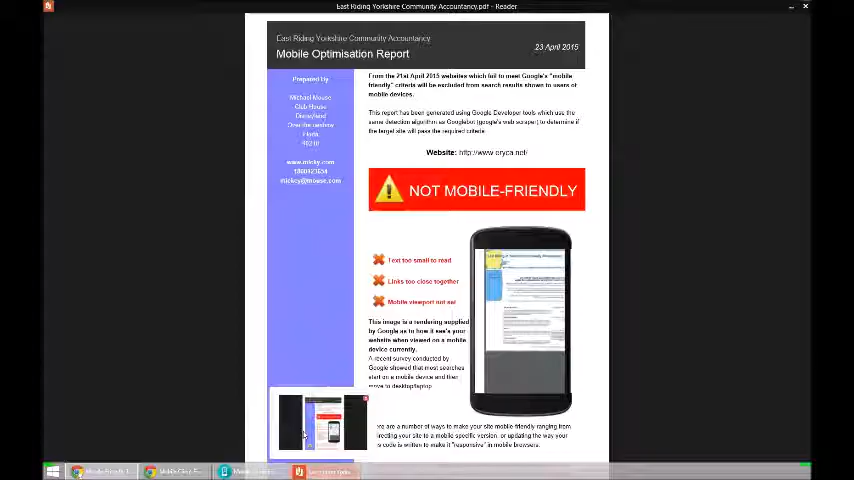 East Riding Yorkshire Community Accountancy.pdf - Reader
East Riding Yorkshire Community Accountancy
Mobile Optimisation Report
23 April 2015
Prepared By
Michael Mouse
Club House
Disneyland
Over the
www.micky.com
mickey@mouse.com
From the 21st April 2015 websites which fail to meet Google's "mobile
friendly" criteria will be excluded from search results shown to users of
mobile devices.
This report has been generated using Google Developer tools which use the
same detection algorithm as Googlebot (google's web scraper) to determine if
the target site will pass the required criteria
Website: http://www.eryca.net/
NOT MOBILE-FRIENDLY
Text too small to read
Links too close together
Mobile viewport not set
This image is a rendering supplied
by Google as to how it see's your
website when viewed on a mobile
device currently.
A recent survey conducted by
Google showed that most searches
start on a mobile device and then
move to desktop/laptop
ere are a number of ways to make your site mobile friendly ranging from
directing your site to a mobile specific version, or updating the way your
s code is written to make it "responsive" in mobile browsers.